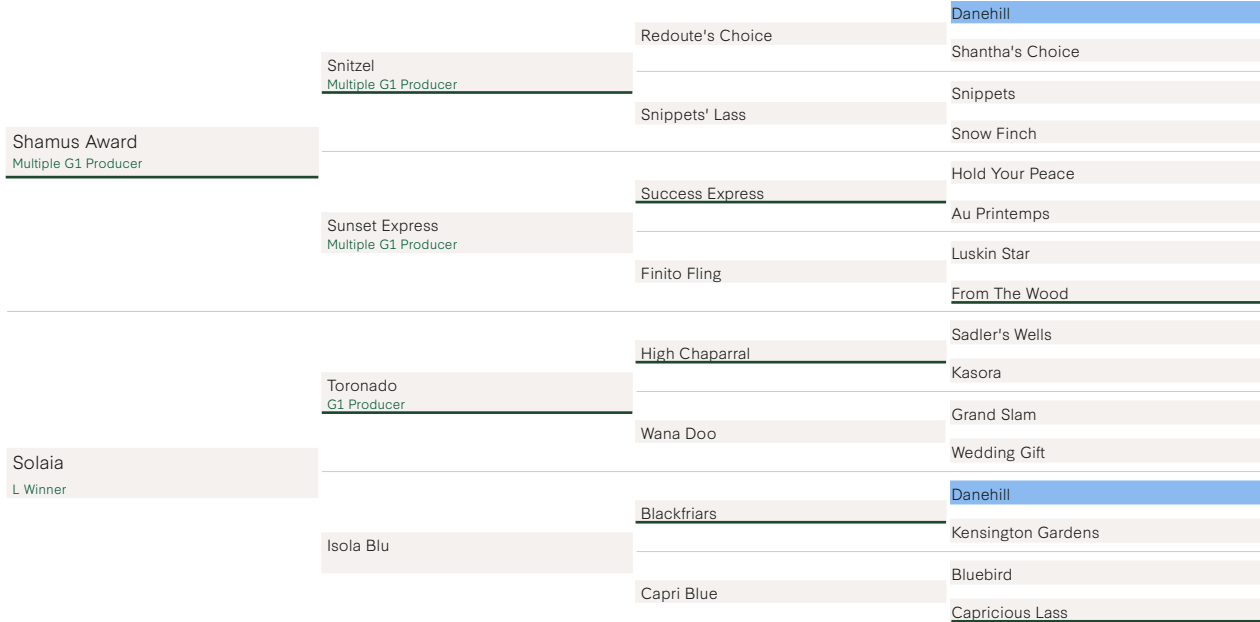 Shamus Award
Multiple G1 Producer
Solaia
L Winner
Snitzel
Multiple G1 Producer
Sunset Express
Multiple G1 Producer
Toronado
G1 Producer
Isola Blu
Redoute's Choice
Snippets' Lass
Success Express
Finito Fling
High Chaparral
Wana Doo
Blackfriars
Capri Blue
Danehill
Shantha's Choice
Snippets
Snow Finch
Hold Your Peace
Au Printemps
Luskin Star
From The Wood
Sadler's Wells
Kasora
Grand Slam
Wedding Gift
Danehill
Kensington Gardens
Bluebird
Capricious Lass